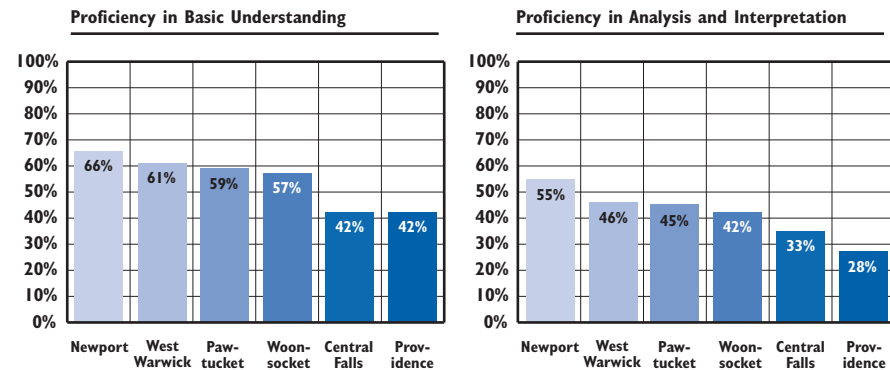 Proficiency in Basic Understanding
100%
90%
80%
70%
60%
50%
40%
30%
20%
10%
0%
66%
61%
59%
57%
42%
42%
Newport
West
Warwick
Paw-
tucket
Woon-
socket
Central
Falls
Prov-
idence
Proficiency in Analysis and Interpretation
100%
90%
80%
70%
60%
50%
40%
30%
20%
10%
0%
55%
46%
45%
42%
33%
28%
Newport
West
Warwick
Paw-
tucket
Woon-
socket
Central
Falls
Prov-
idence